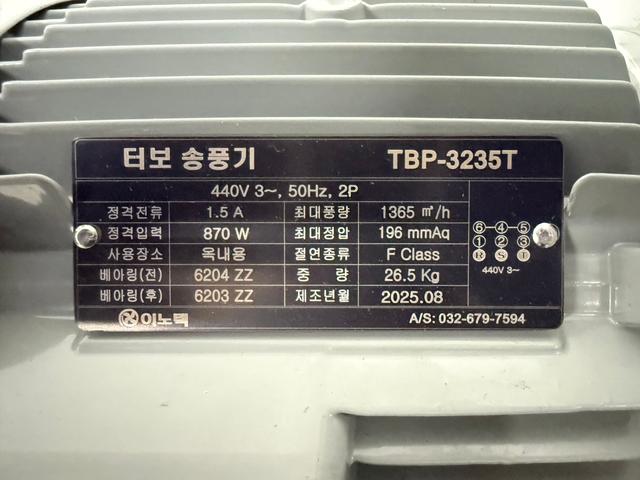 터보 송풍기 TBP-3235T
440V 3~, 50Hz, 2P
정격전류 1.5 A 최대풍량 1365 ㎥/h
정격입력 870 W 최대정압 196 mmAq
사용장소 옥내용 절연종류 F Class
베아링(전) 6204 ZZ 중 량 26.5 Kg
베아링(후) 6203 ZZ 제조년월 2025.08
⑥ ④ ⑤
① ② ③
Ⓡ Ⓢ Ⓣ
440V 3~
이노텍 A/S: 032-679-7594